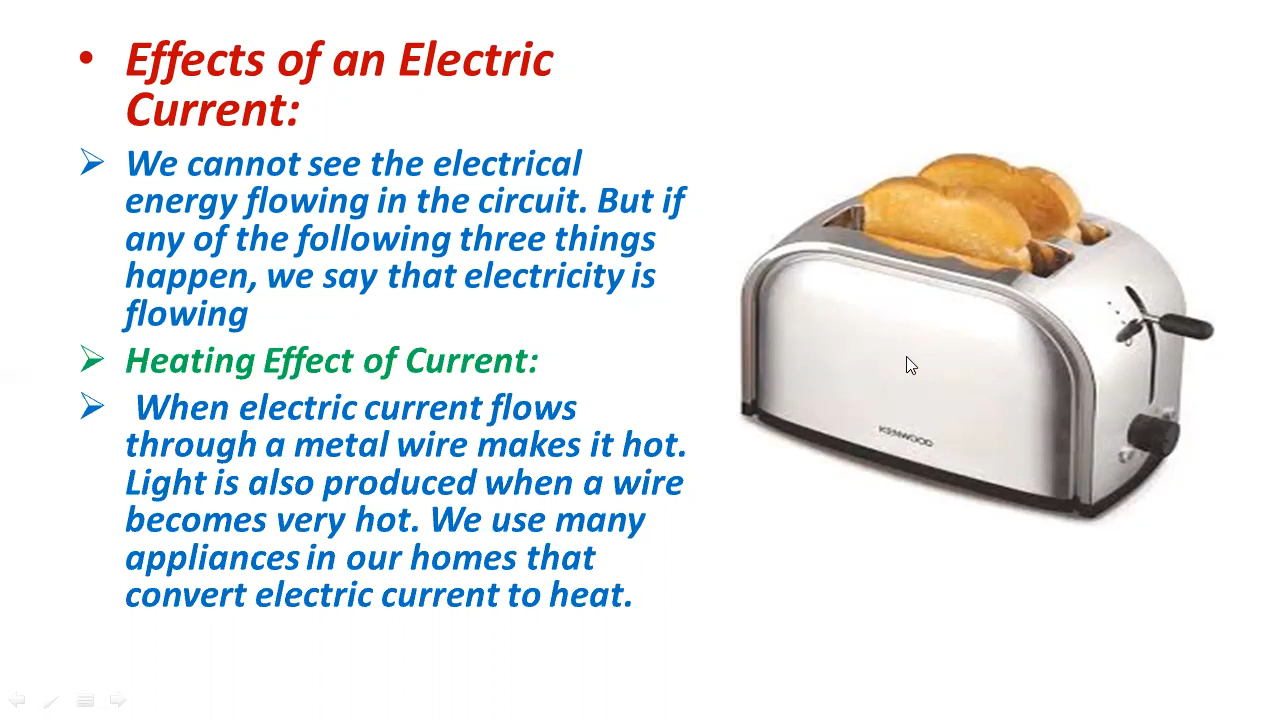 • Effects of an Electric
Current:
➢ We cannot see the electrical
energy flowing in the circuit. But if
any of the following three things
happen, we say that electricity is
flowing
➢ Heating Effect of Current:
➢ When electric current flows
through a metal wire makes it hot.
Light is also produced when a wire
becomes very hot. We use many
appliances in our homes that
convert electric current to heat.
KENWOOD